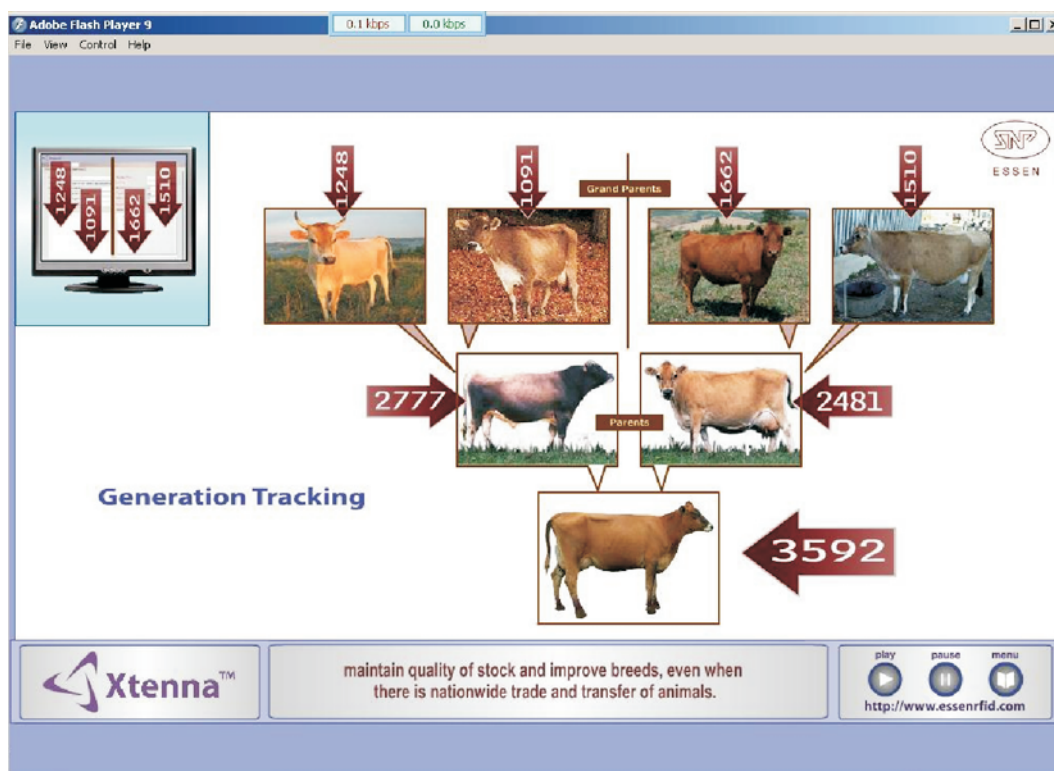 Adobe Flash Player 9
0.1 kbps
0.0 kbps
File View Control Help
1248
1091
1662
1510
1248
1091
Grand Parents
1662
1510
SNP
ESSEN
2777
Parents
2481
Generation Tracking
3592
Xtenna™
maintain quality of stock and improve breeds, even when
there is nationwide trade and transfer of animals.
play pause menu
http://www.essenrfid.com